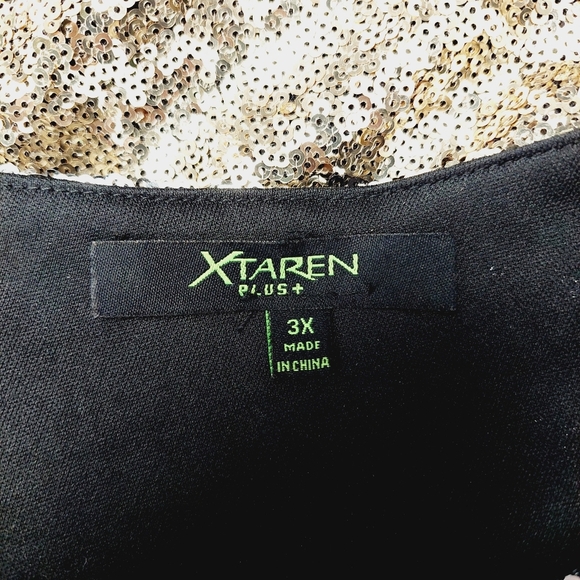 XTAREN
PLUS+
3X
MADE
IN CHINA